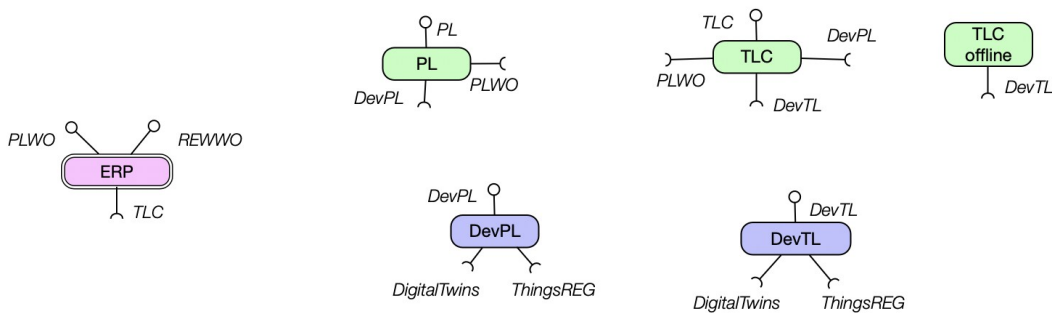 PL
PL
DevPL
PLWO
TLC
TLC
PLWO
DevPL
DevTL
TLC
offline
DevTL
PLWO
REWWO
ERP
TLC
DevPL
DevPL
DigitalTwins
ThingsREG
DevTL
DevTL
DigitalTwins
ThingsREG